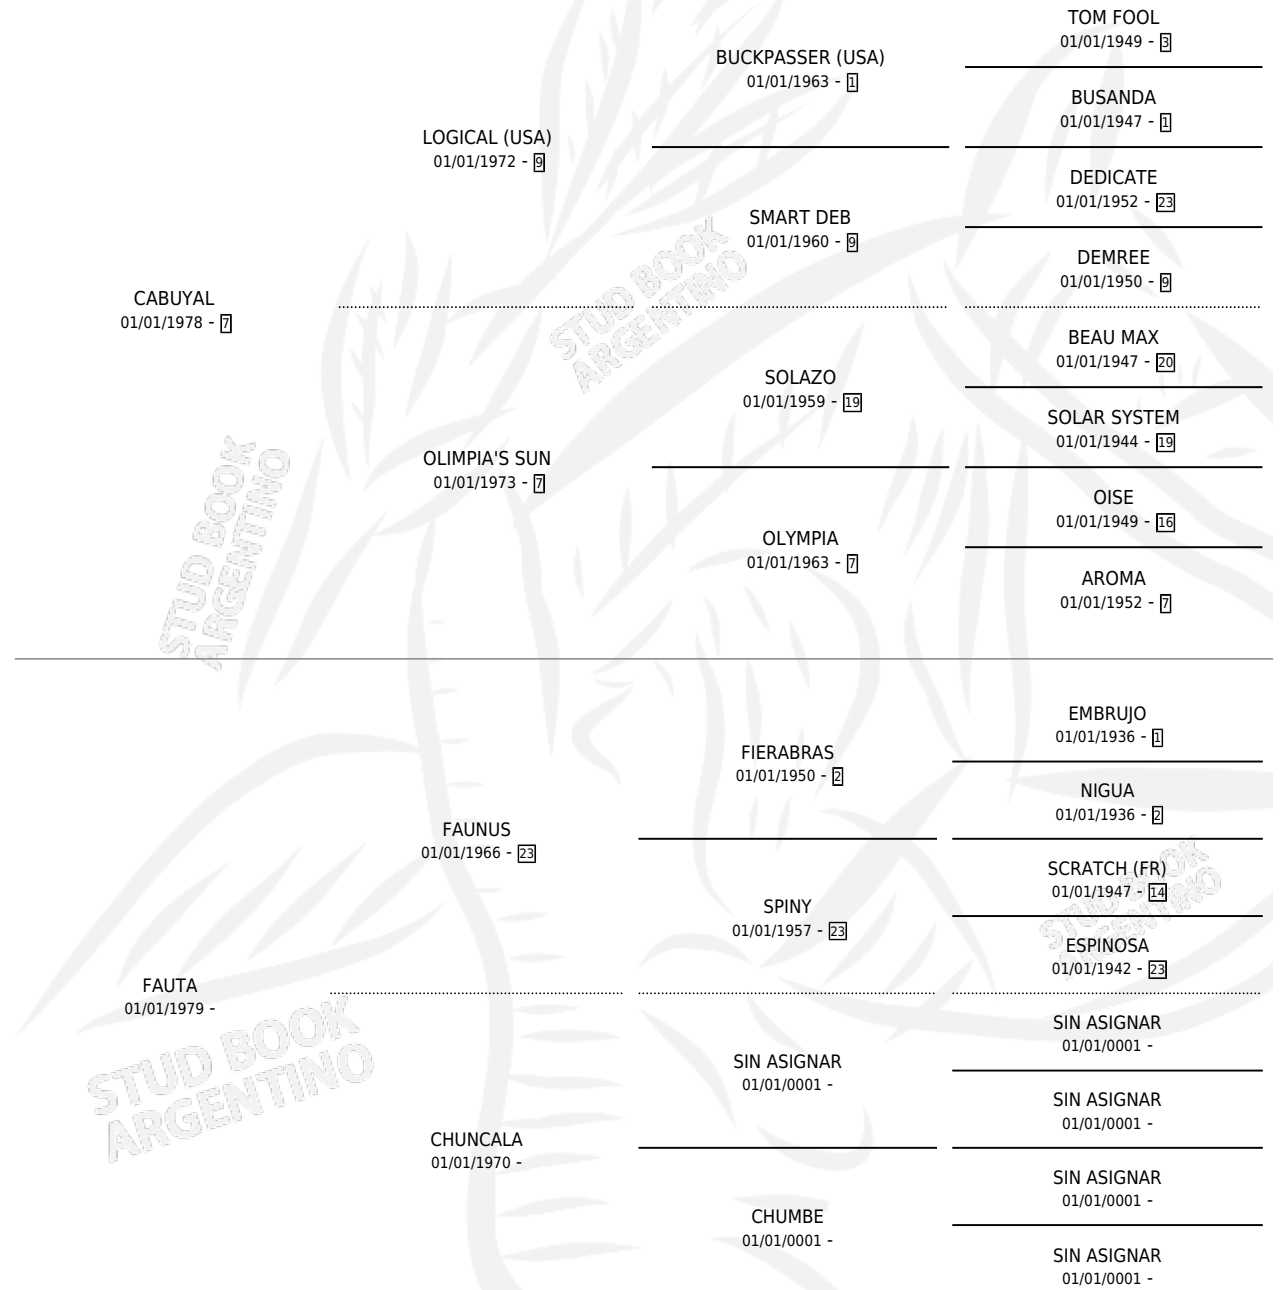 TOM FOOL
01/01/1949 - 3
BUCKPASSER (USA)
01/01/1963 - 1
BUSANDA
01/01/1947 - 1
LOGICAL (USA)
01/01/1972 - 9
DEDICATE
01/01/1952 - 23
SMART DEB
01/01/1960 - 9
DEMREE
01/01/1950 - 9
CABUYAL
01/01/1978 - 7
BEAU MAX
01/01/1947 - 20
SOLAZO
01/01/1959 - 19
SOLAR SYSTEM
01/01/1944 - 19
OLIMPIA'S SUN
01/01/1973 - 7
OISE
01/01/1949 - 16
OLYMPIA
01/01/1963 - 7
AROMA
01/01/1952 - 7
EMBRUJO
01/01/1936 - 1
FIERABRAS
01/01/1950 - 2
NIGUA
01/01/1936 - 2
FAUNUS
01/01/1966 - 23
SCRATCH (FR)
01/01/1947 - 14
SPINY
01/01/1957 - 23
ESPINOSA
01/01/1942 - 23
FAUTA
01/01/1979 -
SIN ASIGNAR
01/01/0001 -
SIN ASIGNAR
01/01/0001 -
SIN ASIGNAR
01/01/0001 -
CHUNCALA
01/01/1970 -
SIN ASIGNAR
01/01/0001 -
CHUMBE
01/01/0001 -
SIN ASIGNAR
01/01/0001 -
STUD BOOK
ARGENTINO
STUD BOOK
ARGENTINO
STUD BOOK
ARGENTINO
STUD BOOK
ARGENTINO